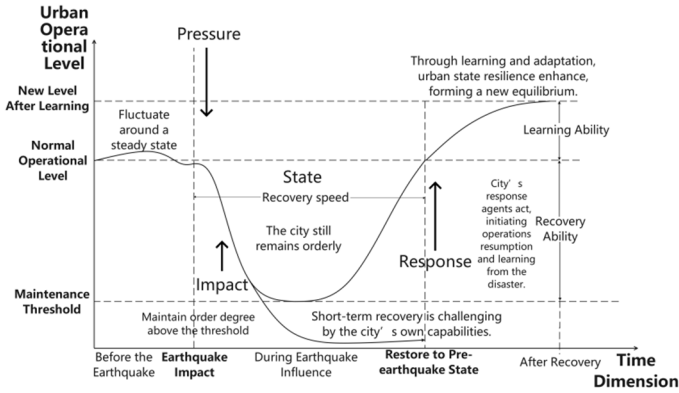 Urban
Opera
tional
Level
Pressure
Through learning and adaptation,
urban state resilience enhance,
forming a new equilibrium.
New Level
After Learning
Fluctuate
around a
steady state
Learning Ability
Normal
Operational
Level
State
Recovery speed
City's
response
agents act,
initiating
operations
resumption
and learning
from the
disaster.
Recovery
Ability
The city still
remains orderly
Impact
Response
Maintenance
Threshold
Maintain order degree
above the threshold
Short-term recovery is challenging
by the city's own capabilities.
Before the
Earthquake
Earthquake
Impact
During Earthquake
Influence
Restore to Pre-
earthquake State
After Recovery
Time
Dimension